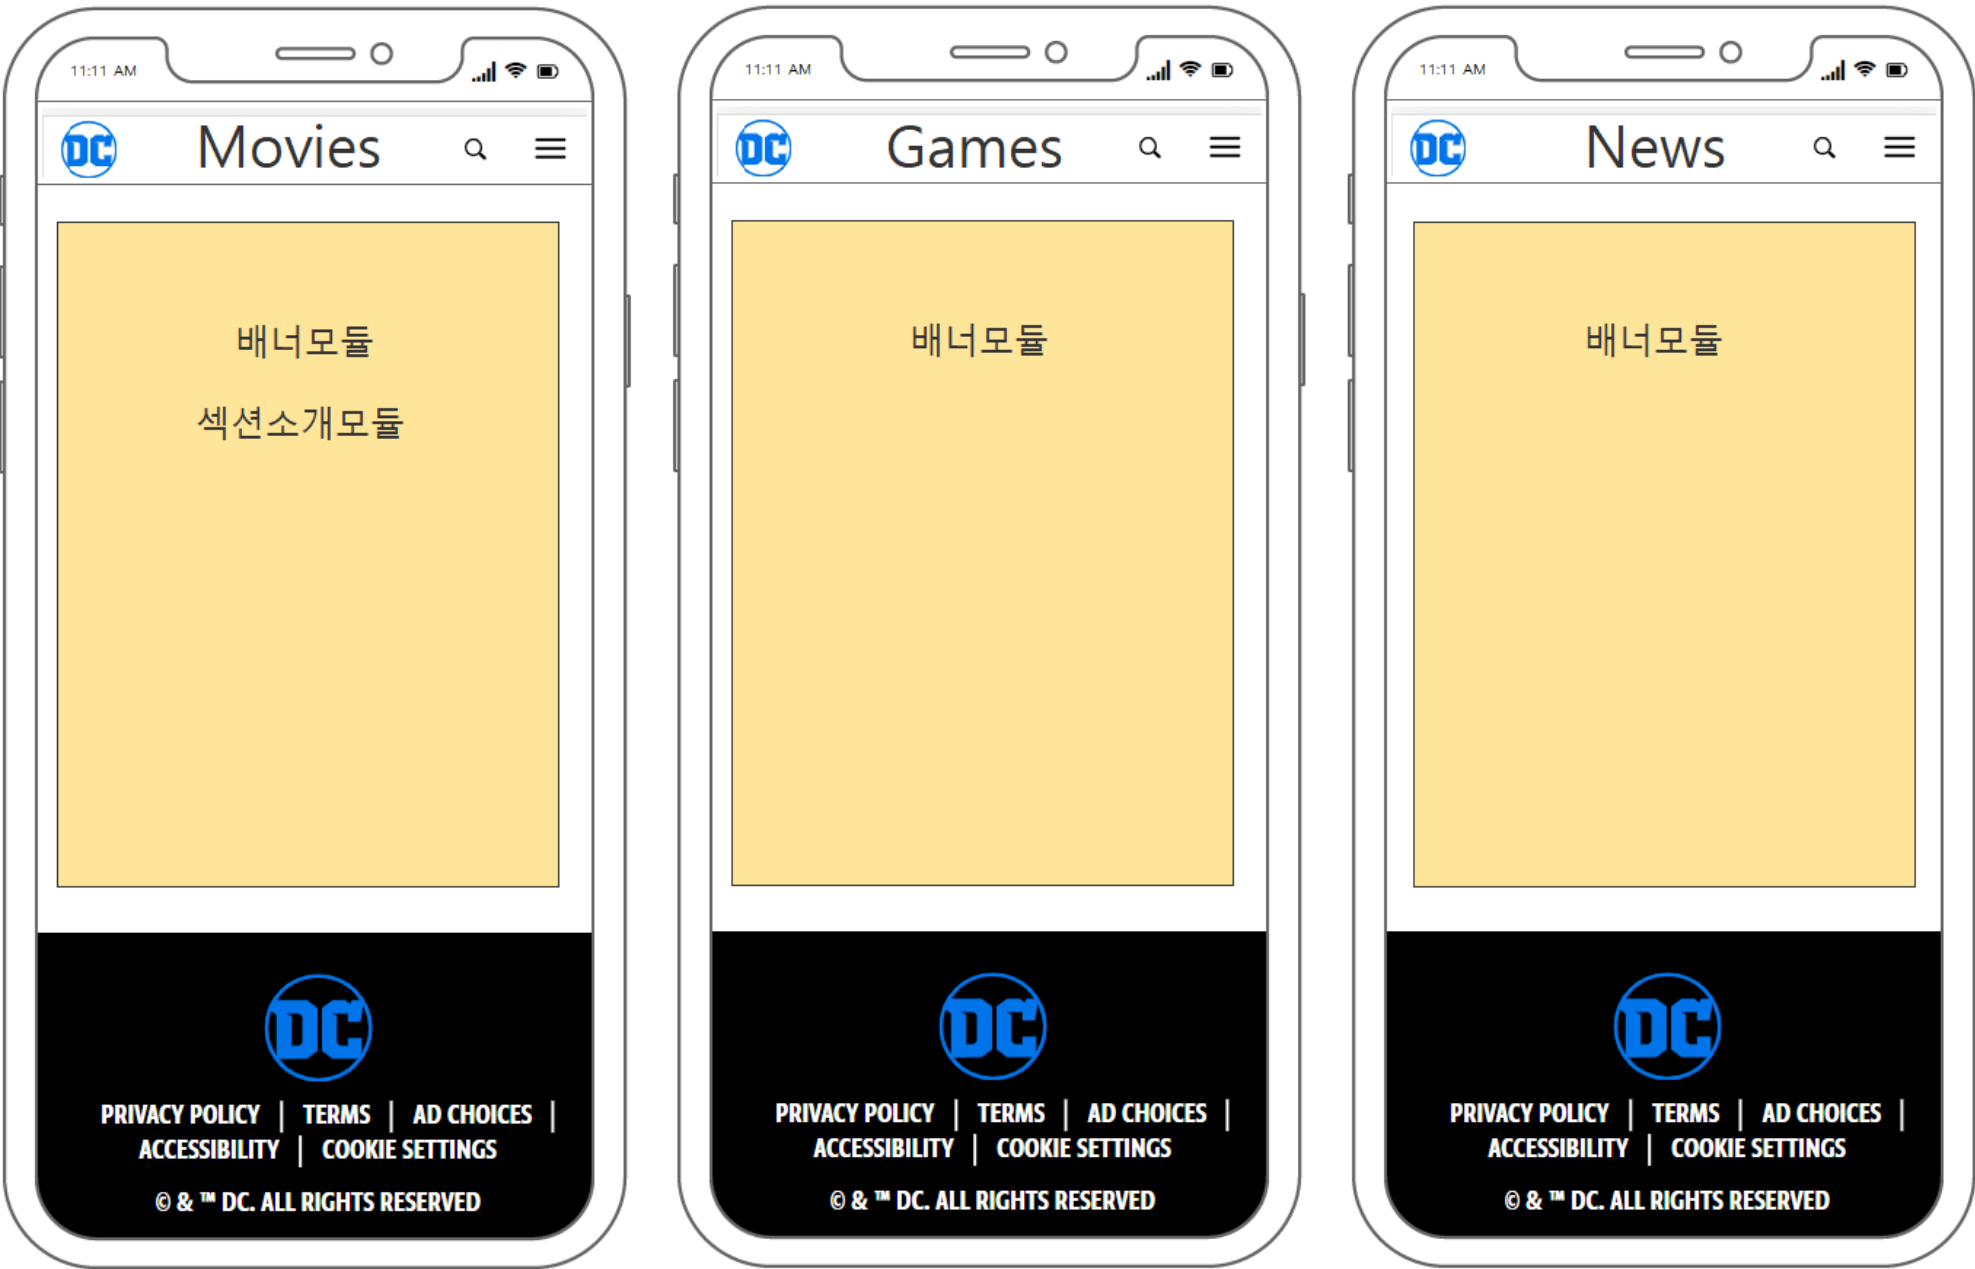 11:11 AM
DC Movies
배너모듈
섹션소개모듈
DC
PRIVACY POLICY | TERMS | AD CHOICES |
ACCESSIBILITY | COOKIE SETTINGS
© & ™ DC. ALL RIGHTS RESERVED
11:11 AM
DC Games
배너모듈
DC
PRIVACY POLICY | TERMS | AD CHOICES |
ACCESSIBILITY | COOKIE SETTINGS
© & ™ DC. ALL RIGHTS RESERVED
11:11 AM
DC News
배너모듈
DC
PRIVACY POLICY | TERMS | AD CHOICES |
ACCESSIBILITY | COOKIE SETTINGS
© & ™ DC. ALL RIGHTS RESERVED